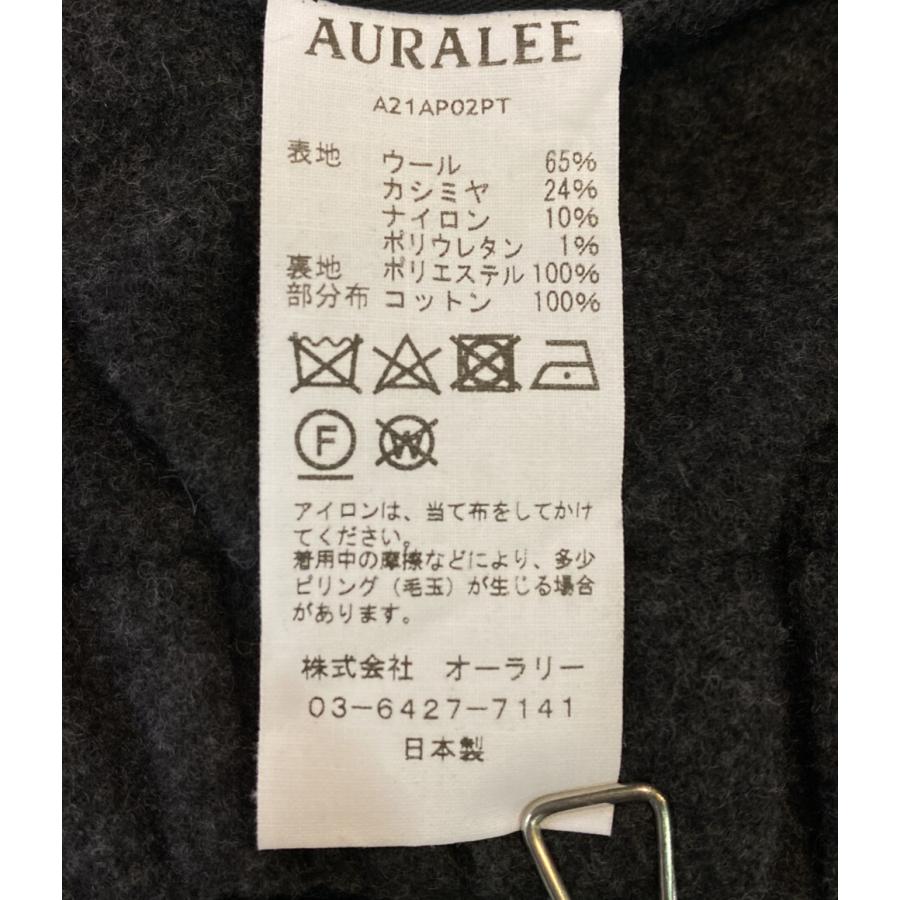 AURALEE
A21AP02PT
表地 ウール 65%
カシミヤ 24%
ナイロン 10%
ポリウレタン 1%
裏地 ポリエステル 100%
部分布 コットン 100%
F W
アイロンは、当て布をしてかけ
てください。
着用中の摩擦などにより、多少
ピリング（毛玉）が生じる場合
があります。
株式会社 オーラリー
03-6427-7141
日本製